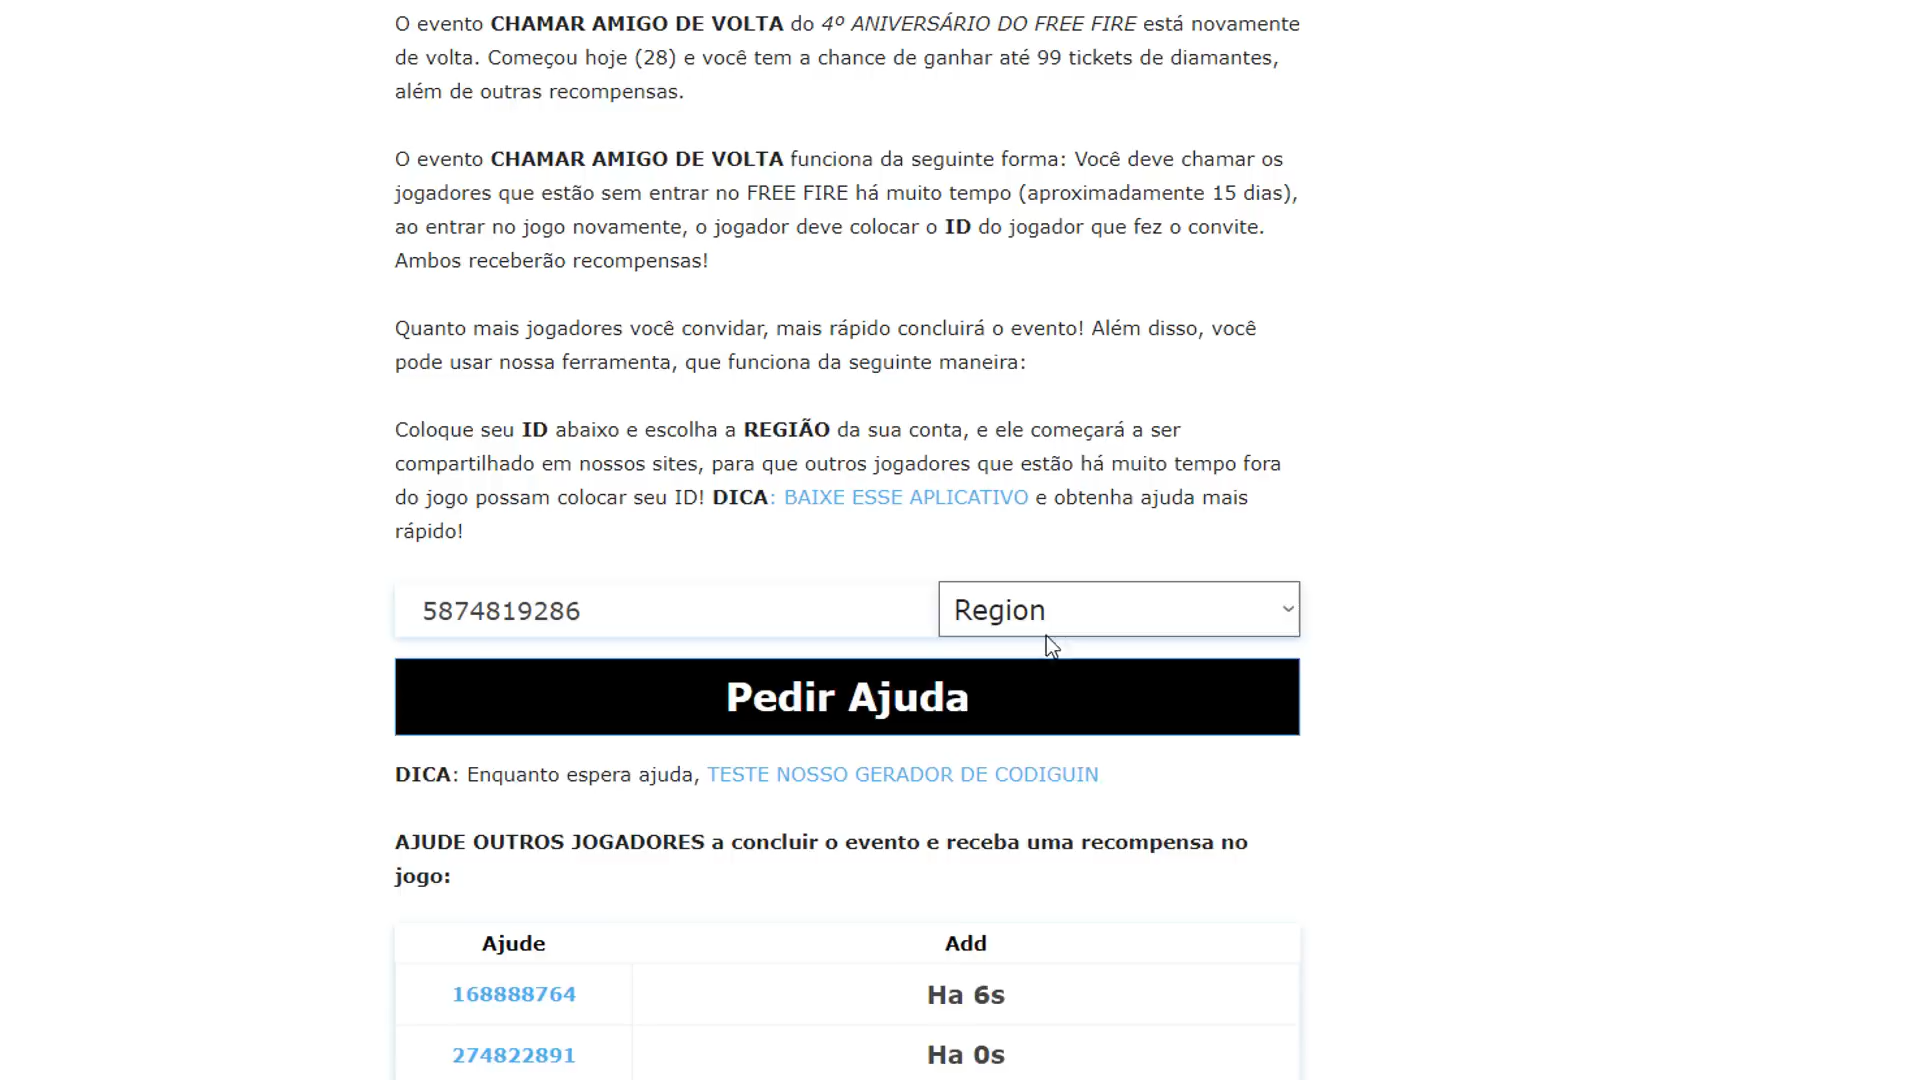 O evento CHAMAR AMIGO DE VOLTA do 4º ANIVERSÁRIO DO FREE FIRE está novamente
de volta. Começou hoje (28) e você tem a chance de ganhar até 99 tickets de diamantes,
além de outras recompensas.
O evento CHAMAR AMIGO DE VOLTA funciona da seguinte forma: Você deve chamar os
jogadores que estão sem entrar no FREE FIRE há muito tempo (aproximadamente 15 dias),
ao entrar no jogo novamente, o jogador deve colocar o ID do jogador que fez o convite.
Ambos receberão recompensas!
Quanto mais jogadores você convidar, mais rápido concluirá o evento! Além disso, você
pode usar nossa ferramenta, que funciona da seguinte maneira:
Coloque seu ID abaixo e escolha a REGIÃO da sua conta, e ele começará a ser
compartilhado em nossos sites, para que outros jogadores que estão há muito tempo fora
do jogo possam colocar seu ID! DICA: BAIXE ESSE APLICATIVO e obtenha ajuda mais
rápido!
5874819286 Region
Pedir Ajuda
DICA: Enquanto espera ajuda, TESTE NOSSO GERADOR DE CODIGUIN
AJUDE OUTROS JOGADORES a concluir o evento e receba uma recompensa no
jogo:
Ajude Add
168888764 Ha 6s
274822891 Ha 0s